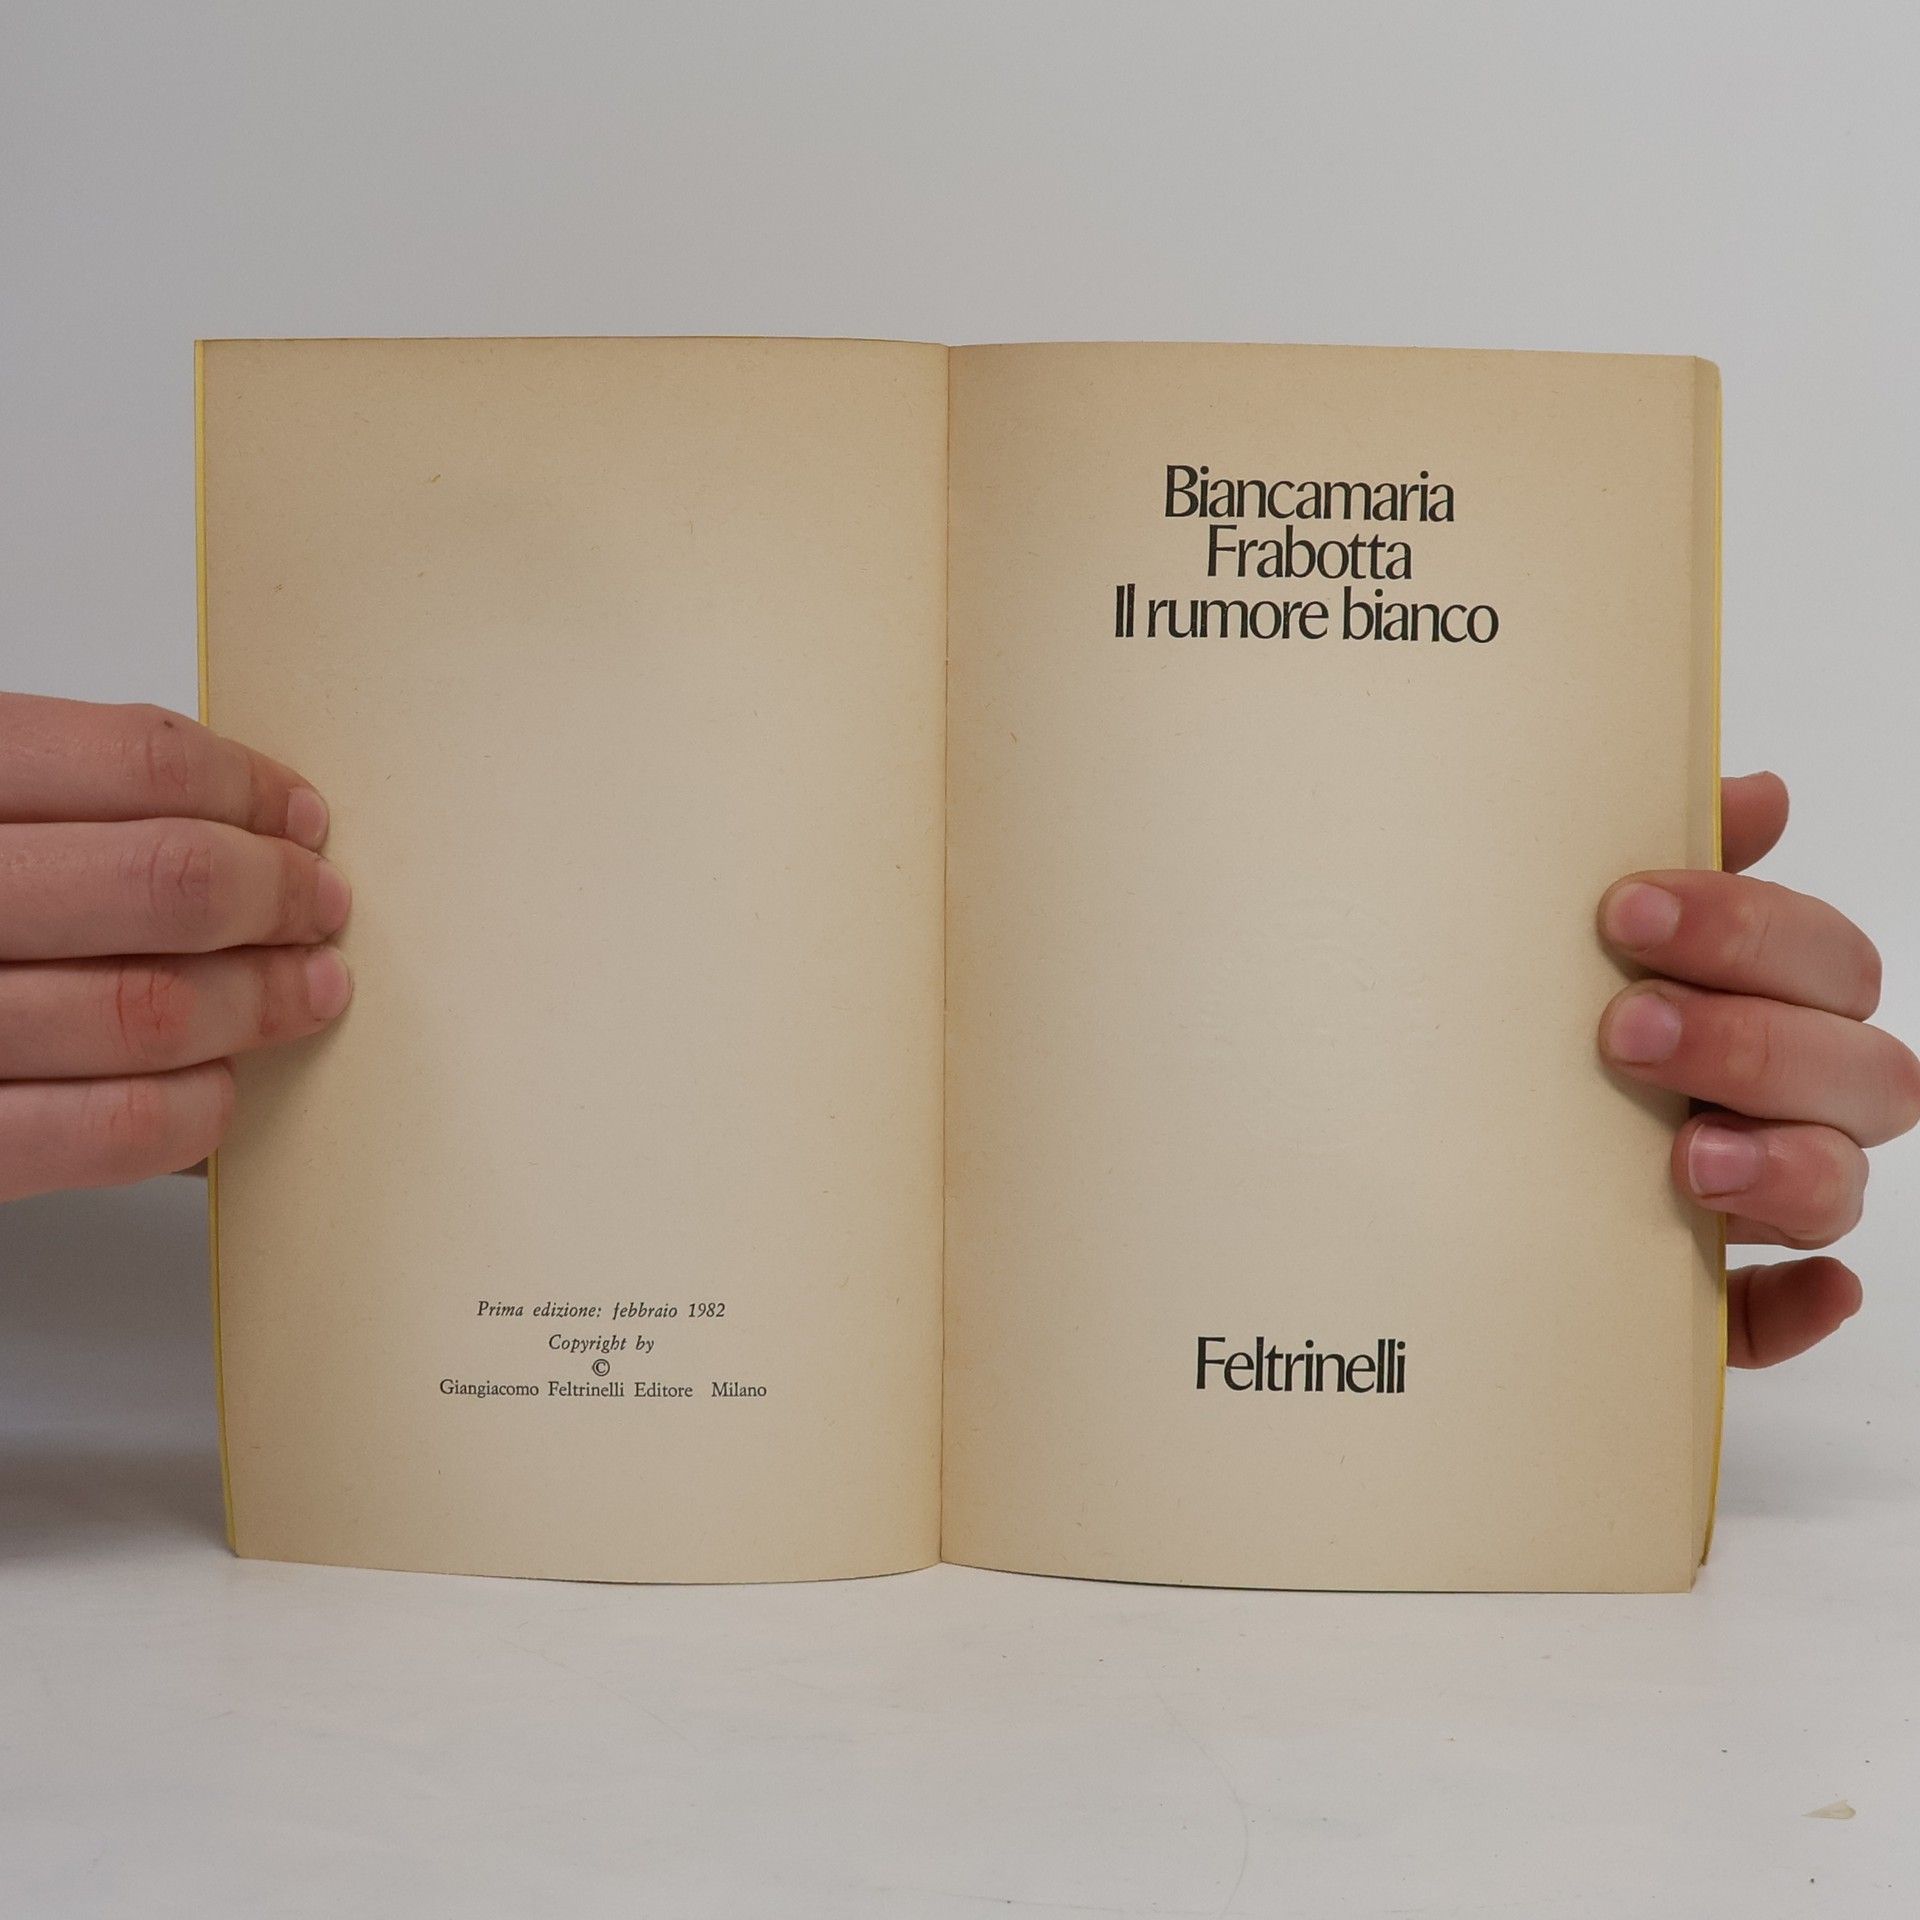 Prima edizione: febbraio 1982
Copyright by
©
Giangiacomo Feltrinelli Editore Milano
Biancamaria
Frabotta
Il rumore bianco
Feltrinelli